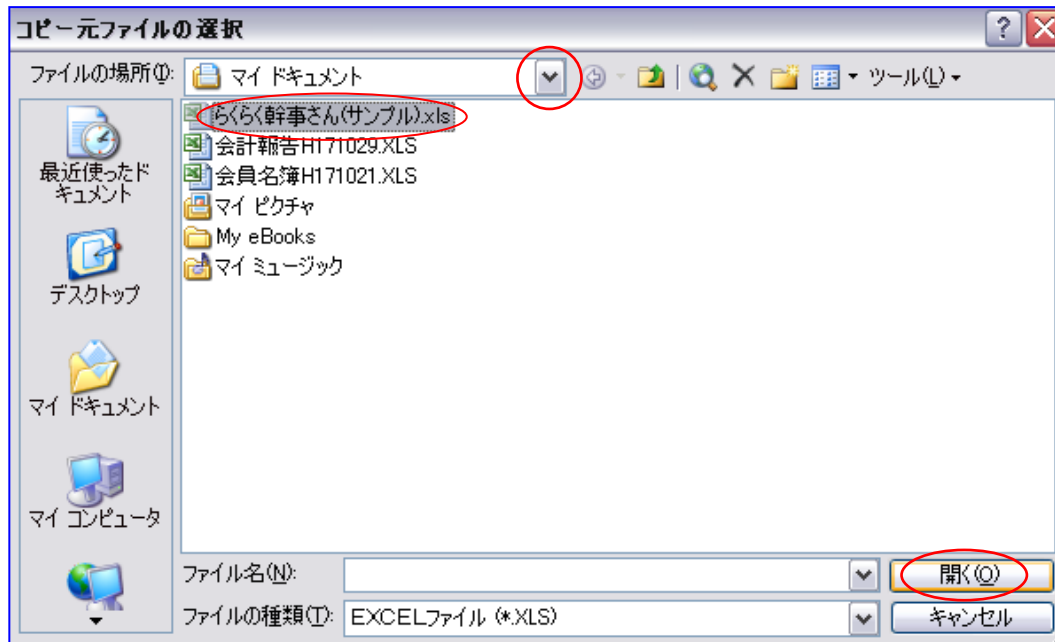 コピー元ファイルの選択
ファイルの場所(I): マイ ドキュメント ツール(L)
らくらく幹事さん(サンプル).xls
会計報告H171029.XLS
会員名簿H171021.XLS
マイ ピクチャ
My eBooks
マイ ミュージック
最近使ったド
キュメント
デスクトップ
マイ ドキュメント
マイ コンピュータ
ファイル名(N): 開く(O)
ファイルの種類(T): EXCELファイル (*.XLS) キャンセル